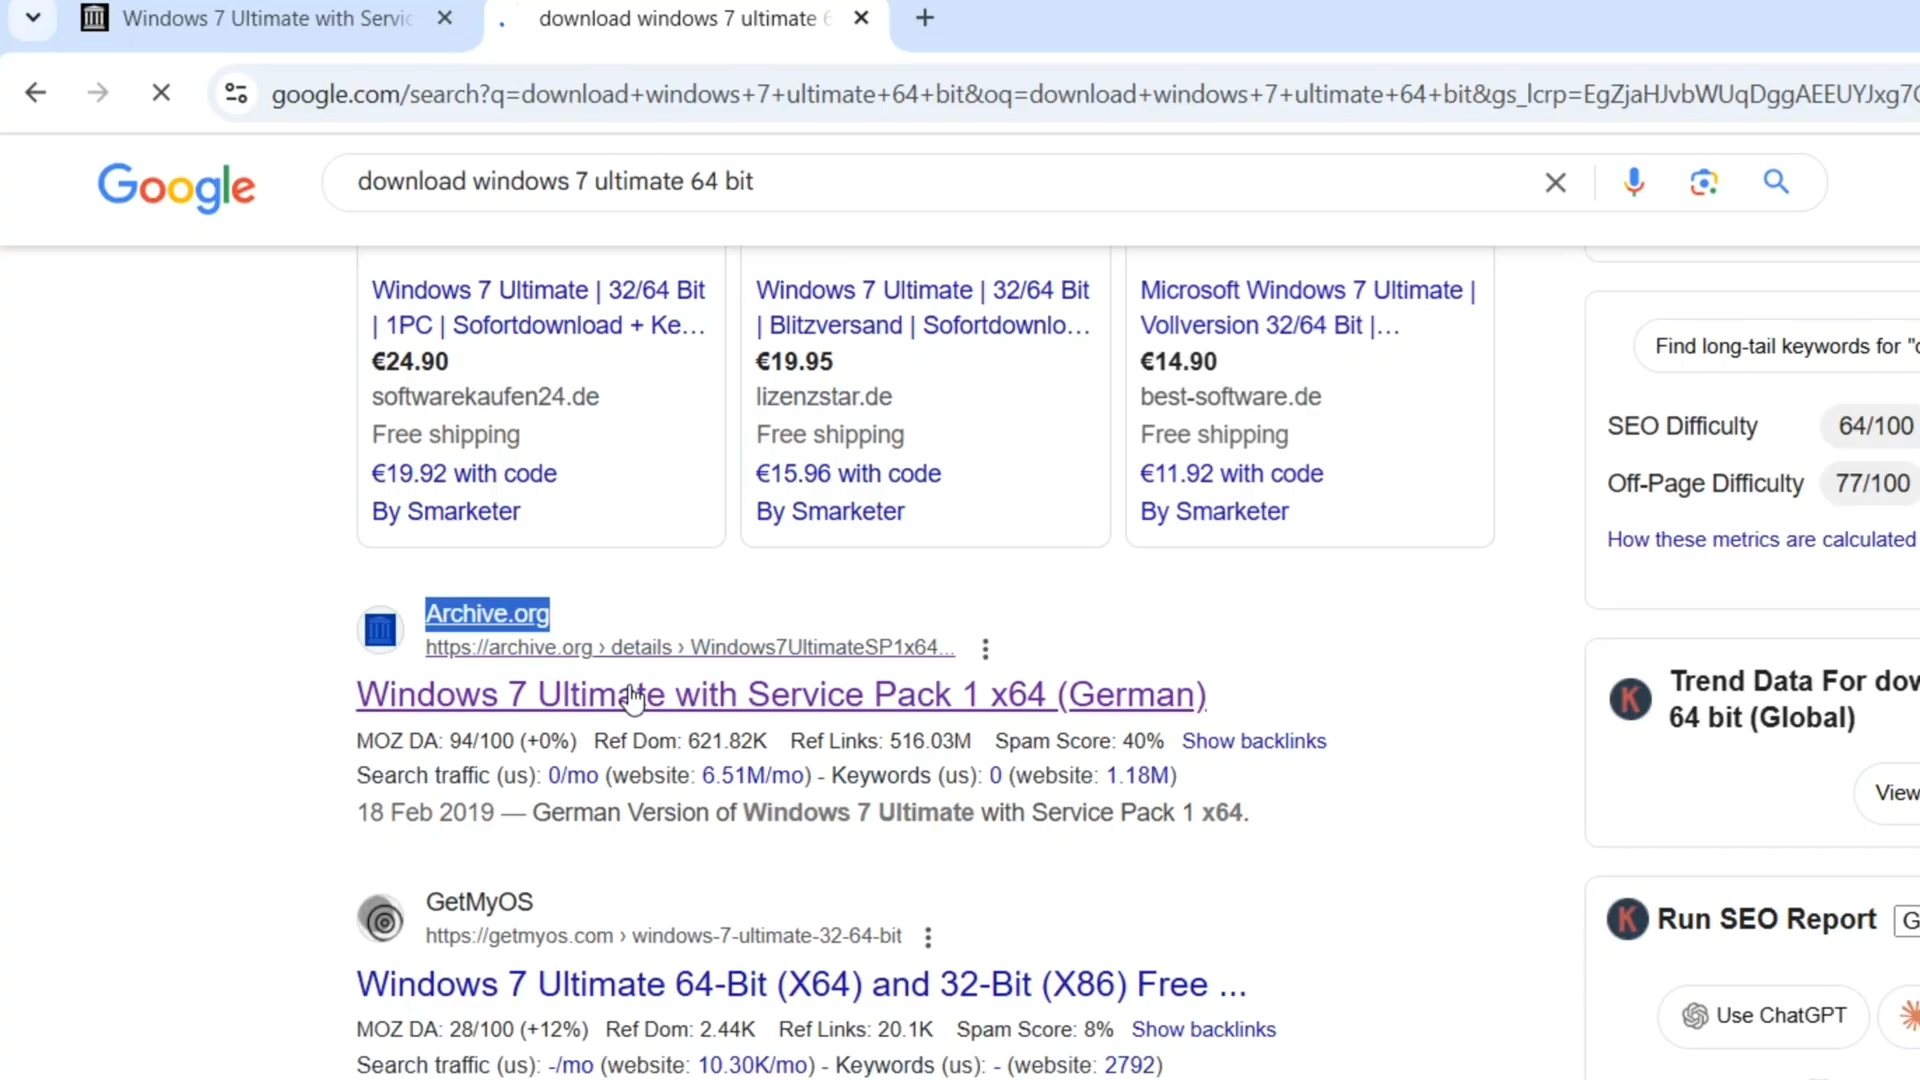 Windows 7 Ultimate with Servic
download windows 7 ultimate 6
google.com/search?q=download+windows+7+ultimate+64+bit&oq=download+windows+7+ultimate+64+bit&gs_lcrp=EgZjaHJvbWUqDggAEEUYJxg7
Google
download windows 7 ultimate 64 bit
Windows 7 Ultimate | 32/64 Bit
| 1PC | Sofortdownload + Ke...
€24.90
softwarekaufen24.de
Free shipping
€19.92 with code
By Smarketer
Windows 7 Ultimate | 32/64 Bit
| Blitzversand | Sofortdownlo...
€19.95
lizenzstar.de
Free shipping
€15.96 with code
By Smarketer
Microsoft Windows 7 Ultimate |
Vollversion 32/64 Bit |...
€14.90
best-software.de
Free shipping
€11.92 with code
By Smarketer
Find long-tail keywords for "
SEO Difficulty 64/100
Off-Page Difficulty 77/100
How these metrics are calculated
Archive.org
https://archive.org › details › Windows7UltimateSP1x64...
Windows 7 Ultimate with Service Pack 1 x64 (German)
MOZ DA: 94/100 (+0%) Ref Dom: 621.82K Ref Links: 516.03M Spam Score: 40% Show backlinks
Search traffic (us): 0/mo (website: 6.51M/mo) - Keywords (us): 0 (website: 1.18M)
18 Feb 2019 — German Version of Windows 7 Ultimate with Service Pack 1 x64.
Trend Data For dow
64 bit (Global)
View
GetMyOS
https://getmyos.com › windows-7-ultimate-32-64-bit
Windows 7 Ultimate 64-Bit (X64) and 32-Bit (X86) Free ...
MOZ DA: 28/100 (+12%) Ref Dom: 2.44K Ref Links: 20.1K Spam Score: 8% Show backlinks
Search traffic (us): -/mo (website: 10.30K/mo) - Keywords (us): - (website: 2792)
K Run SEO Report G
Use ChatGPT